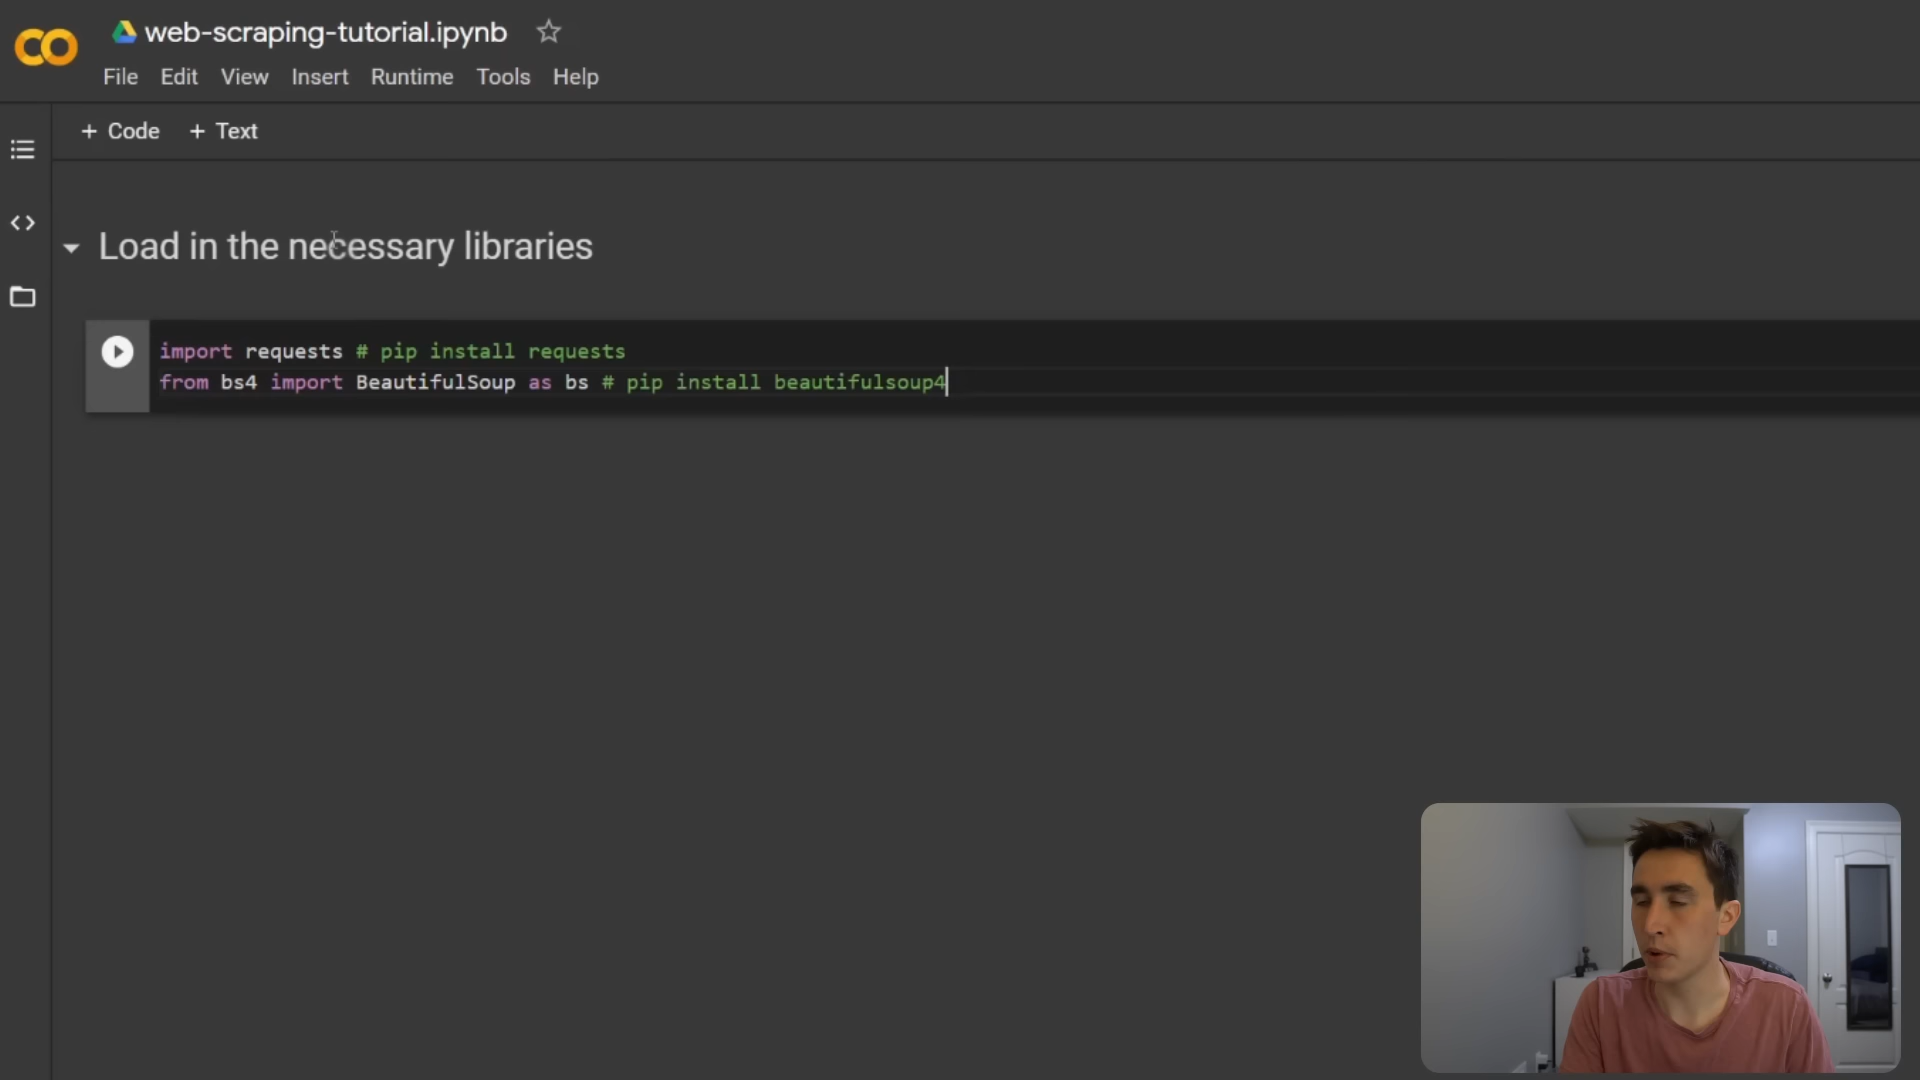 web-scraping-tutorial.ipynb
File Edit View Insert Runtime Tools Help
+ Code + Text
Load in the necessary libraries
import requests # pip install requests
from bs4 import BeautifulSoup as bs # pip install beautifulsoup4